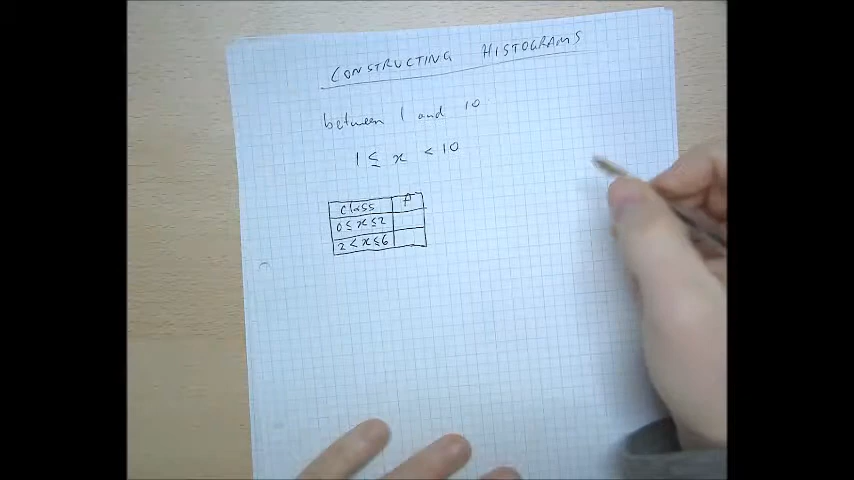 CONSTRUCTING HISTOGRAMS
between 1 and 10
1 ≤ x < 10
class f
0 ≤ x ≤ 2
2 < x ≤ 6